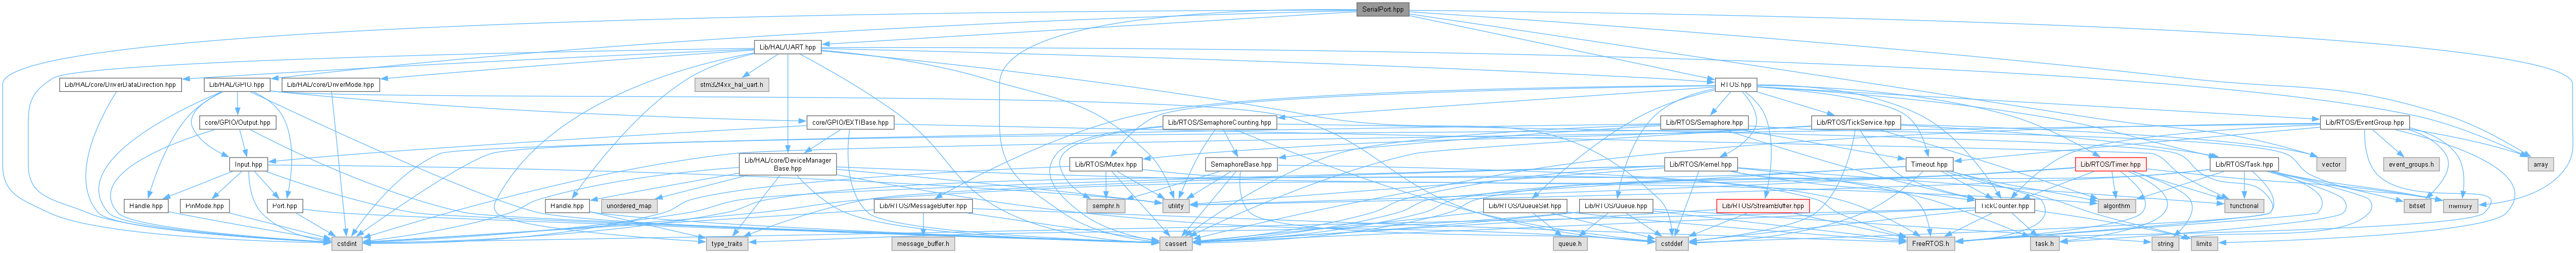 SerialPort.hpp
Lib/HAL/UART.hpp
Lib/HAL/core/DriverDataDirection.hpp
Lib/HAL/GPIO.hpp
Lib/HAL/core/DriverMode.hpp
stm32f4xx_hal_uart.h
RTOS.hpp
core/GPIO/Output.hpp
core/GPIO/EXTIBase.hpp
Lib/RTOS/SemaphoreCounting.hpp
Lib/RTOS/Semaphore.hpp
Lib/RTOS/TickService.hpp
Lib/RTOS/EventGroup.hpp
Input.hpp
Lib/HAL/core/DeviceManager
Base.hpp
Lib/RTOS/Mutex.hpp
SemaphoreBase.hpp
Lib/RTOS/Kernel.hpp
Timeout.hpp
Lib/RTOS/Timer.hpp
Lib/RTOS/Task.hpp
vector
event_groups.h
array
Handle.hpp
PinMode.hpp
Port.hpp
Handle.hpp
unordered_map
Lib/RTOS/MessageBuffer.hpp
semphr.h
utility
Lib/RTOS/QueueSet.hpp
Lib/RTOS/Queue.hpp
Lib/RTOS/StreamBuffer.hpp
TickCounter.hpp
algorithm
functional
bitset
memory
cstdint
type_traits
message_buffer.h
cassert
queue.h
cstddef
FreeRTOS.h
task.h
string
limits